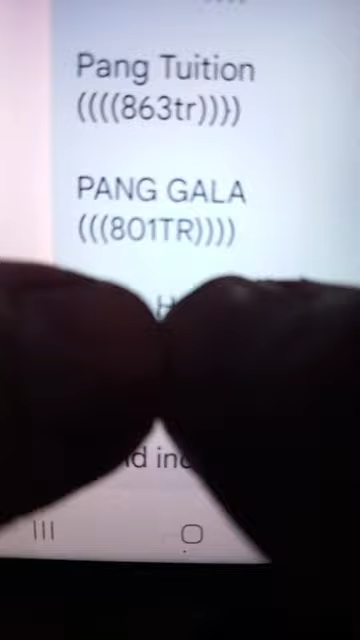 Pang Tuition
((((863tr))))
PANG GALA
(((801TR))))